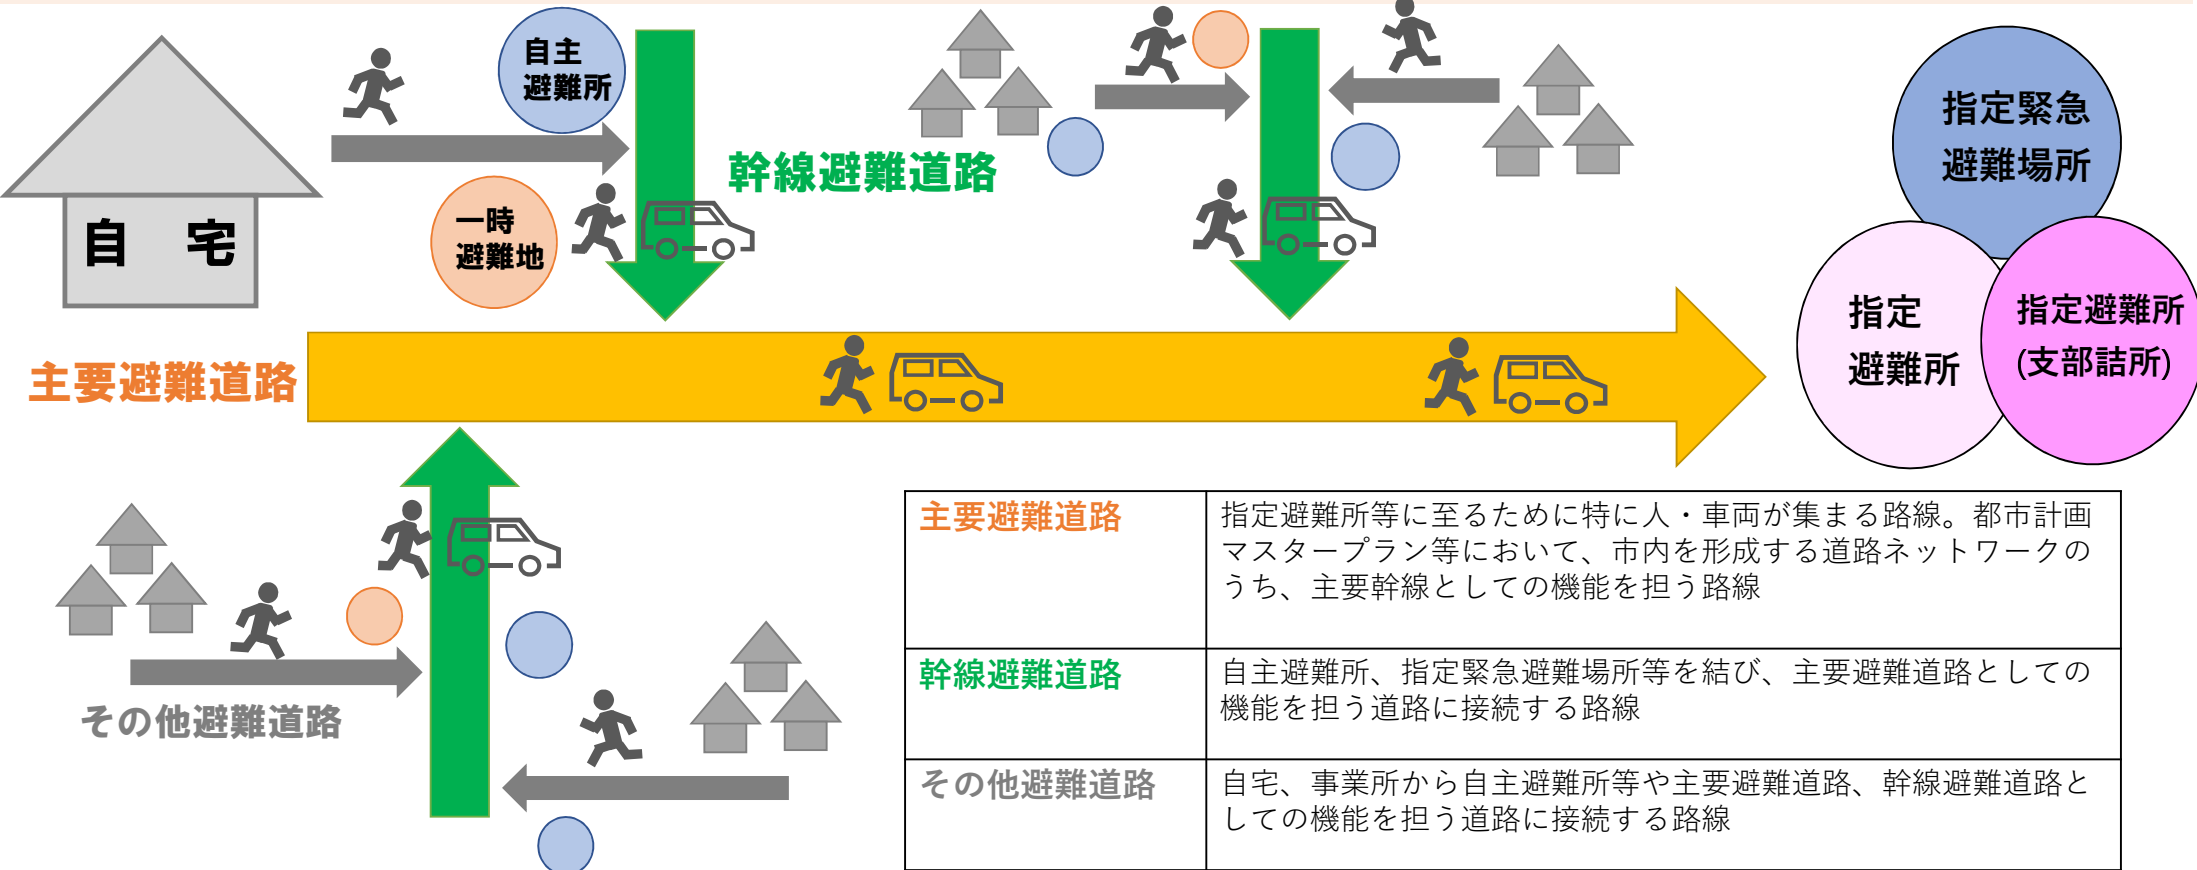 自主
避難所
指定緊急
避難場所
幹線避難道路
自　宅
一時
避難地
指定
避難所
指定避難所
(支部詰所)
主要避難道路
その他避難道路
主要避難道路
指定避難所等に至るために特に人・車両が集まる路線。都市計画
マスタープラン等において、市内を形成する道路ネットワークの
うち、主要幹線としての機能を担う路線
幹線避難道路
自主避難所、指定緊急避難場所等を結び、主要避難道路としての
機能を担う道路に接続する路線
その他避難道路
自宅、事業所から自主避難所等や主要避難道路、幹線避難道路と
しての機能を担う道路に接続する路線